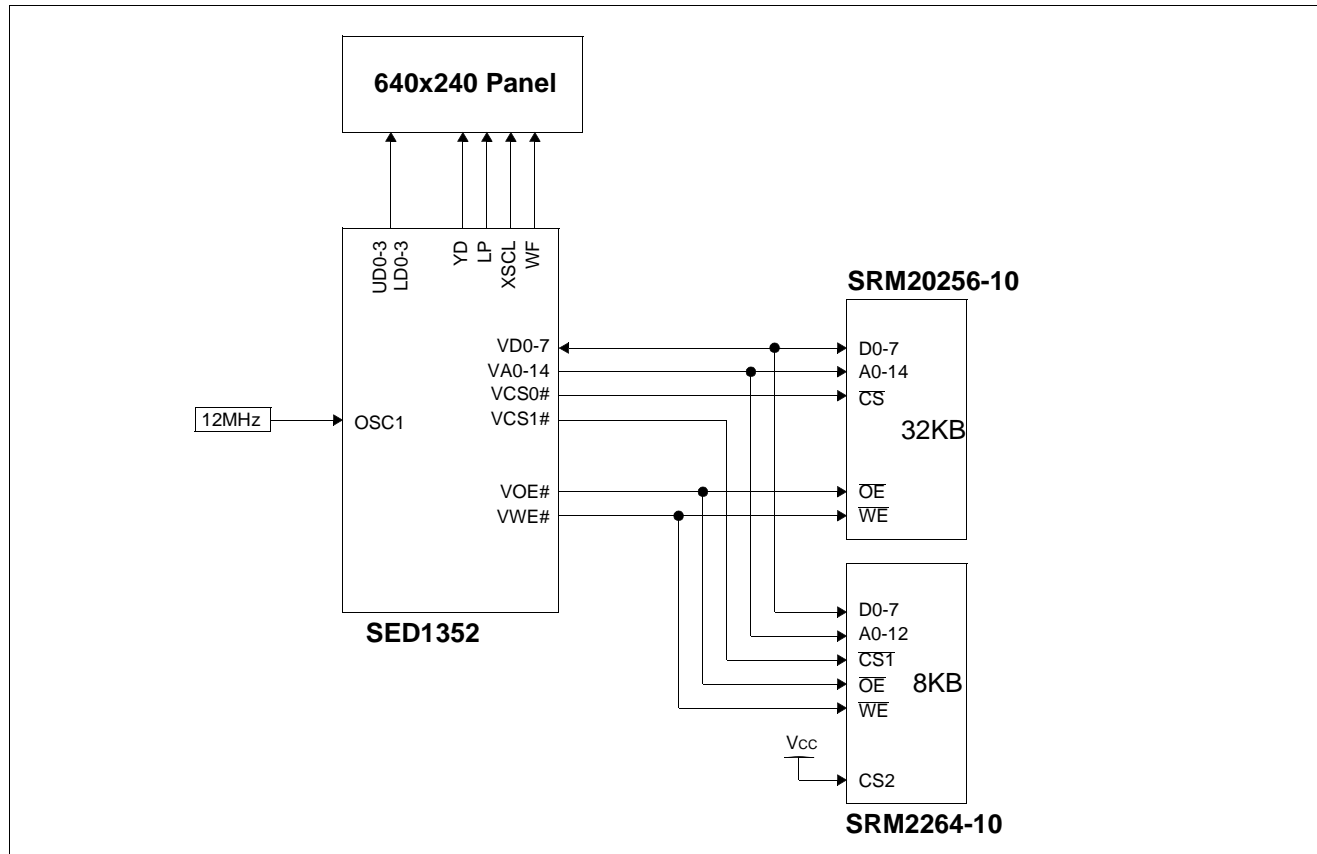 640x240 Panel
UD0-3
LD0-3
YD
LP
XSCL
WF
SRM20256-10
VD0-7
D0-7
VA0-14
A0-14
VCS0#
CS
12MHz
OSC1
VCS1#
32KB
VOE#
OE
VWE#
WE
D0-7
A0-12
SED1352
CS1
OE
8KB
WE
Vcc
CS2
SRM2264-10